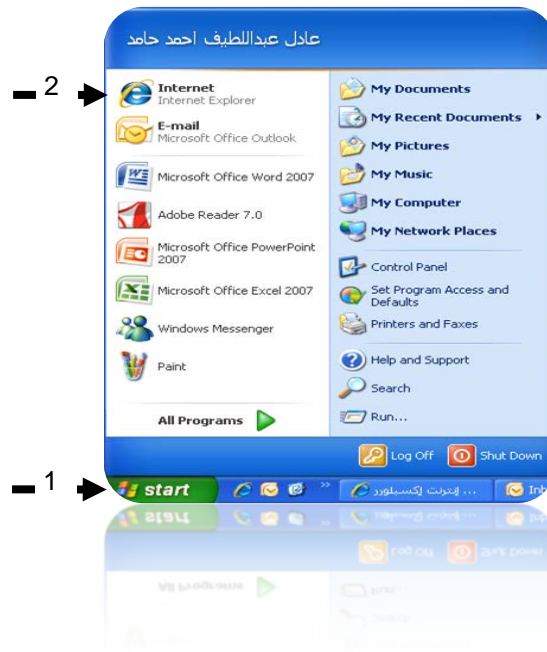 عادل عبداللطيف احمد حامد
2 -
Internet
Internet Explorer
E-mail
Microsoft Office Outlook
Microsoft Office Word 2007
Adobe Reader 7.0
Microsoft Office PowerPoint
2007
Microsoft Office Excel 2007
Windows Messenger
Paint
All Programs
My Documents
My Recent Documents
My Pictures
My Music
My Computer
My Network Places
Control Panel
Set Program Access and
Defaults
Printers and Faxes
Help and Support
Search
Run...
Log Off
Shut Down
1 -
start
إنترنت إكسبلورر ...
Inb